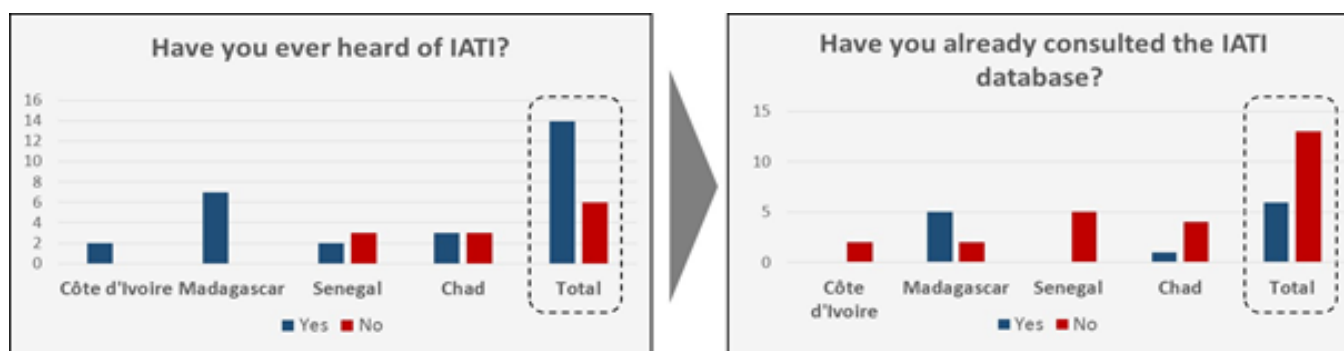 Have you ever heard of IATI?
16
14
12
10
8
6
4
2
0
Côte d'Ivoire Madagascar Senegal Chad Total
Yes No
Have you already consulted the IATI
database?
15
10
5
0
Côte Madagascar Senegal Chad Total
d'Ivoire
Yes No